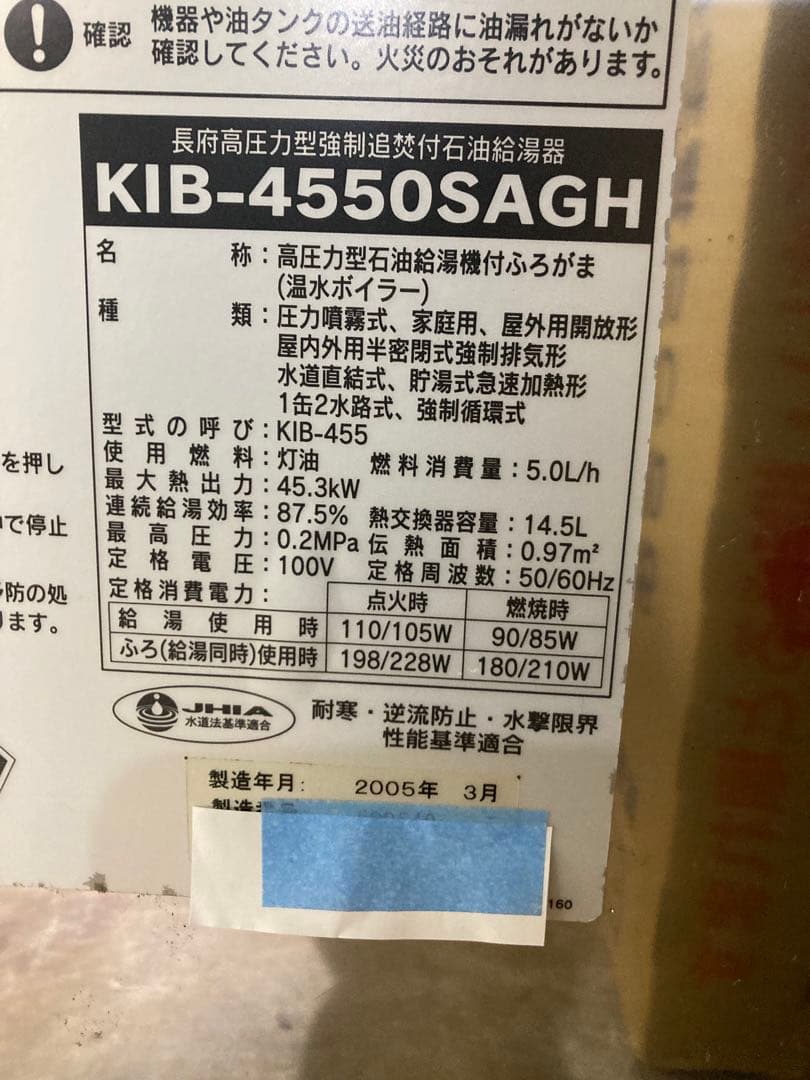 確認
機器や油タンクの送油経路に油漏れがないか
確認してください。火災のおそれがあります。
長府高圧力型強制追焚付石油給湯器
KIB-4550SAGH
名称:高圧力型石油給湯機付ふろがま
(温水ボイラー)
種類:圧力噴霧式、家庭用、屋外用開放形
屋内外用半密閉式強制排気形
水道直結式、貯湯式急速加熱形
1缶2水路式、強制循環式
型式の呼び:KIB-455
使用燃料:灯油 燃料消費量:5.0L/h
最大熱出力:45.3kW
連続給湯効率:87.5% 熱交換器容量:14.5L
最高圧力:0.2MPa 伝熱面積:0.97m²
定格電圧:100V 定格周波数:50/60Hz
定格消費電力: 点火時 燃焼時
給湯使用時 110/105W 90/85W
ふろ(給湯同時)使用時 198/228W 180/210W
JHIA
水道法基準適合
耐寒・逆流防止・水撃限界
性能基準適合
製造年月: 2005年 3月
160
を押し
で停止
防の処
ます。